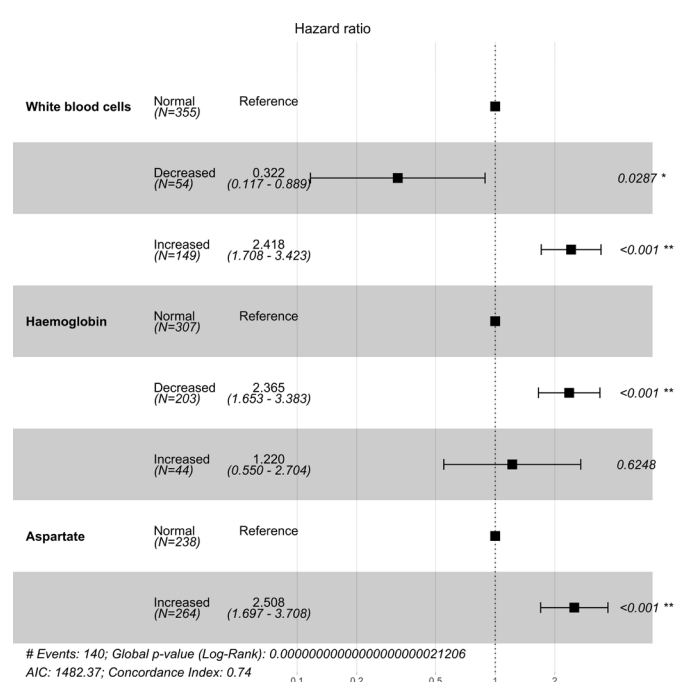 Hazard ratio
White blood cells Normal (N=355) Reference
Decreased (N=54) 0.322 (0.117 - 0.889) 0.0287 *
Increased (N=149) 2.418 (1.708 - 3.423) <0.001 **
Haemoglobin Normal (N=307) Reference
Decreased (N=203) 2.365 (1.653 - 3.383) <0.001 **
Increased (N=44) 1.220 (0.550 - 2.704) 0.6248
Aspartate Normal (N=238) Reference
Increased (N=264) 2.508 (1.697 - 3.708) <0.001 **
# Events: 140; Global p-value (Log-Rank): 0.00000000000000000000021206
AIC: 1482.37; Concordance Index: 0.74
0.1 0.2 0.5 1 2